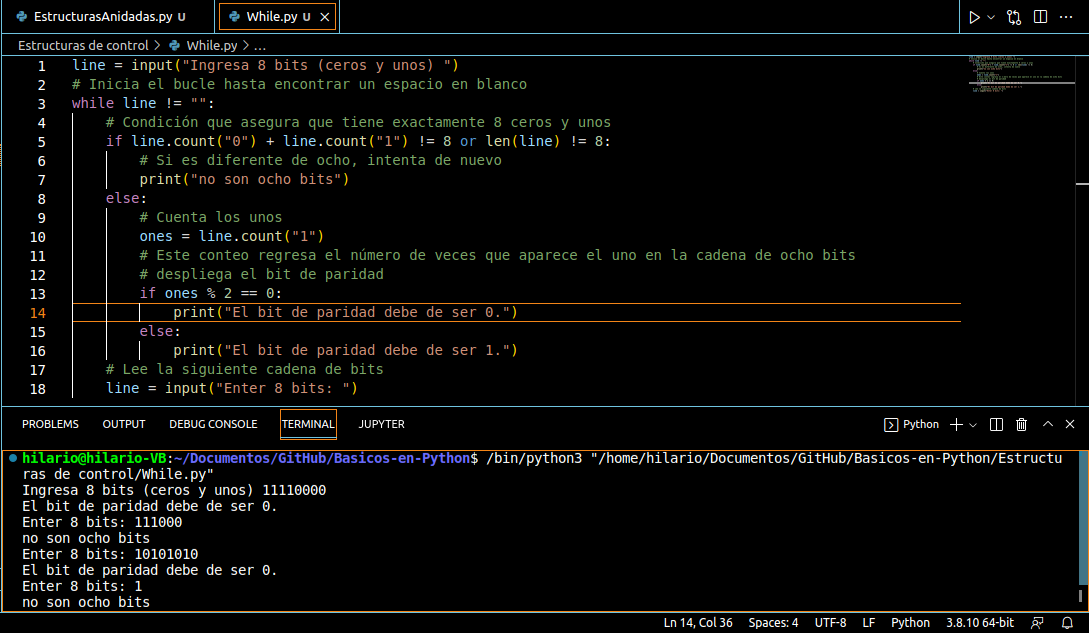 EstructurasAnidadas.py U
While.py U
Estructuras de control > While.py > ...
1 line = input("Ingresa 8 bits (ceros y unos) ")
2 # Inicia el bucle hasta encontrar un espacio en blanco
3 while line != "":
4 # Condición que asegura que tiene exactamente 8 ceros y unos
5 if line.count("0") + line.count("1") != 8 or len(line) != 8:
6 # Si es diferente de ocho, intenta de nuevo
7 print("no son ocho bits")
8 else:
9 # Cuenta los unos
10 ones = line.count("1")
11 # Este conteo regresa el número de veces que aparece el uno en la cadena de ocho bits
12 # despliega el bit de paridad
13 if ones % 2 == 0:
14 print("El bit de paridad debe de ser 0.")
15 else:
16 print("El bit de paridad debe de ser 1.")
17 # Lee la siguiente cadena de bits
18 line = input("Enter 8 bits: ")
PROBLEMS OUTPUT DEBUG CONSOLE TERMINAL JUPYTER Python
hilario@hilario-VB:~/Documentos/GitHub/Basicos-en-Python$ /bin/python3 "/home/hilario/Documentos/GitHub/Basicos-en-Python/Estructu
ras de control/While.py"
Ingresa 8 bits (ceros y unos) 11110000
El bit de paridad debe de ser 0.
Enter 8 bits: 111000
no son ocho bits
Enter 8 bits: 10101010
El bit de paridad debe de ser 0.
Enter 8 bits: 1
no son ocho bits
Ln 14, Col 36 Spaces: 4 UTF-8 LF Python 3.8.10 64-bit